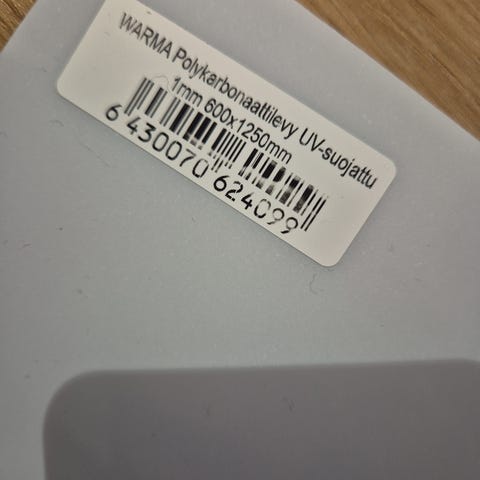 WARMA Polykarbonaattilevy UV-suojattu
1mm 600x1250mm
6 430070 624099